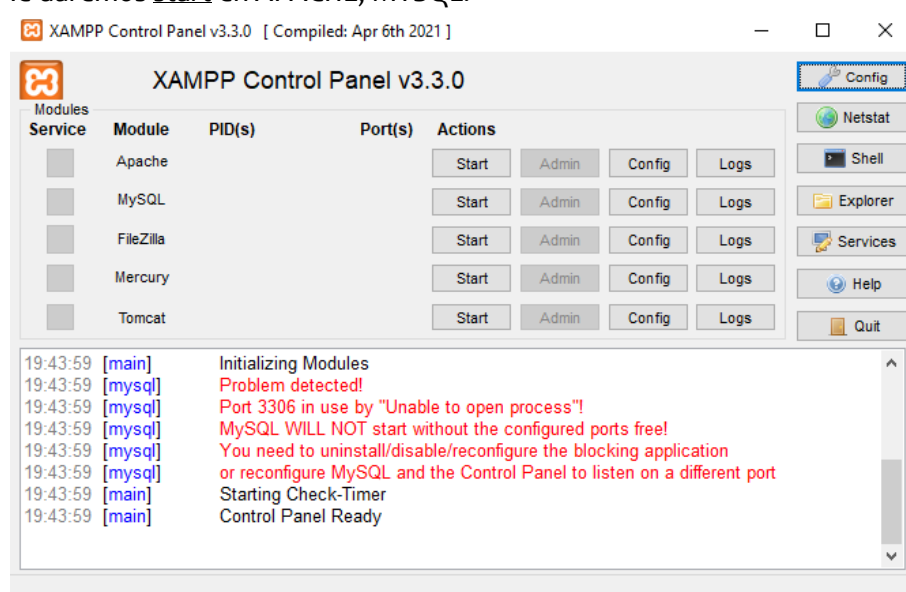 le daremos start en APACHE, MYSQL.
XAMPP Control Panel v3.3.0 [ Compiled: Apr 6th 2021 ]
XAMPP Control Panel v3.3.0
Config
Modules
Service Module PID(s) Port(s) Actions
Netstat
Apache Start Admin Config Logs
Shell
MySQL Start Admin Config Logs
Explorer
FileZilla Start Admin Config Logs
Services
Mercury Start Admin Config Logs
Help
Tomcat Start Admin Config Logs
Quit
19:43:59 [main] Initializing Modules
19:43:59 [mysql] Problem detected!
19:43:59 [mysql] Port 3306 in use by "Unable to open process"!
19:43:59 [mysql] MySQL WILL NOT start without the configured ports free!
19:43:59 [mysql] You need to uninstall/disable/reconfigure the blocking application
19:43:59 [mysql] or reconfigure MySQL and the Control Panel to listen on a different port
19:43:59 [main] Starting Check-Timer
19:43:59 [main] Control Panel Ready